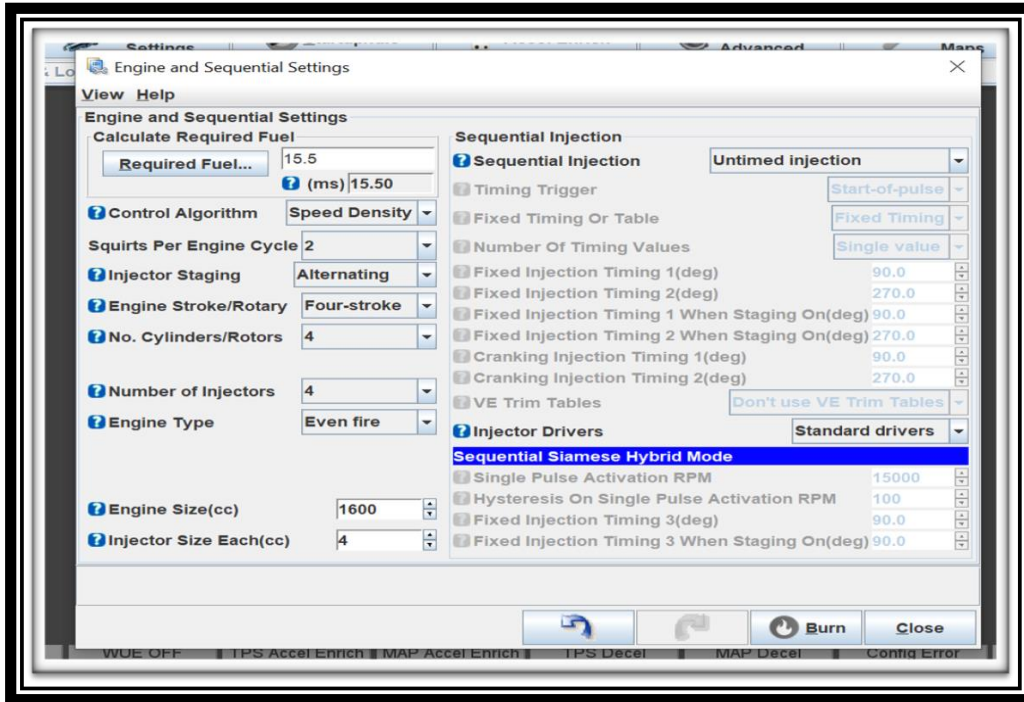 Settings Accel Enrich Advanced Maps
Engine and Sequential Settings
View Help
Engine and Sequential Settings
Calculate Required Fuel
Required Fuel... 15.5
(ms) 15.50
Control Algorithm Speed Density
Squirts Per Engine Cycle 2
Injector Staging Alternating
Engine Stroke/Rotary Four-stroke
No. Cylinders/Rotors 4
Number of Injectors 4
Engine Type Even fire
Engine Size(cc) 1600
Injector Size Each(cc) 4
Sequential Injection
Sequential Injection Untimed injection
Timing Trigger Start-of-pulse
Fixed Timing Or Table Fixed Timing
Number Of Timing Values Single value
Fixed Injection Timing 1(deg) 90.0
Fixed Injection Timing 2(deg) 270.0
Fixed Injection Timing 1 When Staging On(deg) 90.0
Fixed Injection Timing 2 When Staging On(deg) 270.0
Cranking Injection Timing 1(deg) 90.0
Cranking Injection Timing 2(deg) 270.0
VE Trim Tables Don't use VE Trim Tables
Injector Drivers Standard drivers
Sequential Siamese Hybrid Mode
Single Pulse Activation RPM 15000
Hysteresis On Single Pulse Activation RPM 100
Fixed Injection Timing 3(deg) 90.0
Fixed Injection Timing 3 When Staging On(deg) 90.0
Burn Close
WUE OFF TPS Accel Enrich MAP Accel Enrich TPS Decel MAP Decel Config Error